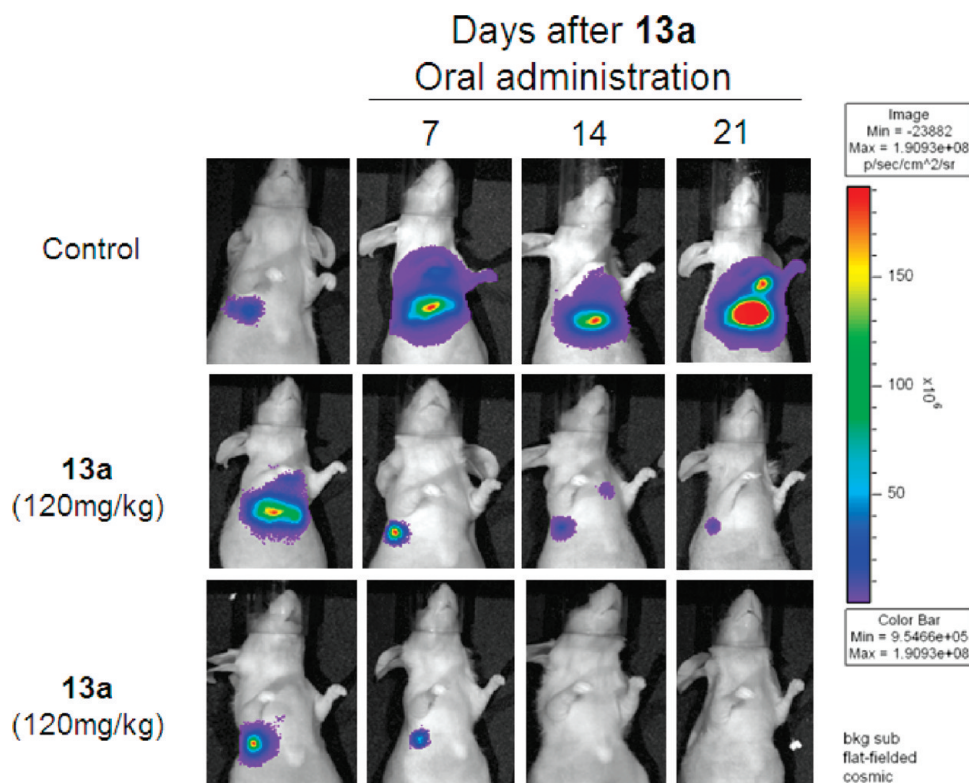 Days after 13a
Oral administration
7 14 21
Control
13a
(120mg/kg)
13a
(120mg/kg)
Image
Min = -23882
Max = 1.9093e+08
p/sec/cm^2/sr
150
100
50
x10^6
Color Bar
Min = 9.5466e+05
Max = 1.9093e+08
bkg sub
flat-fielded
cosmic